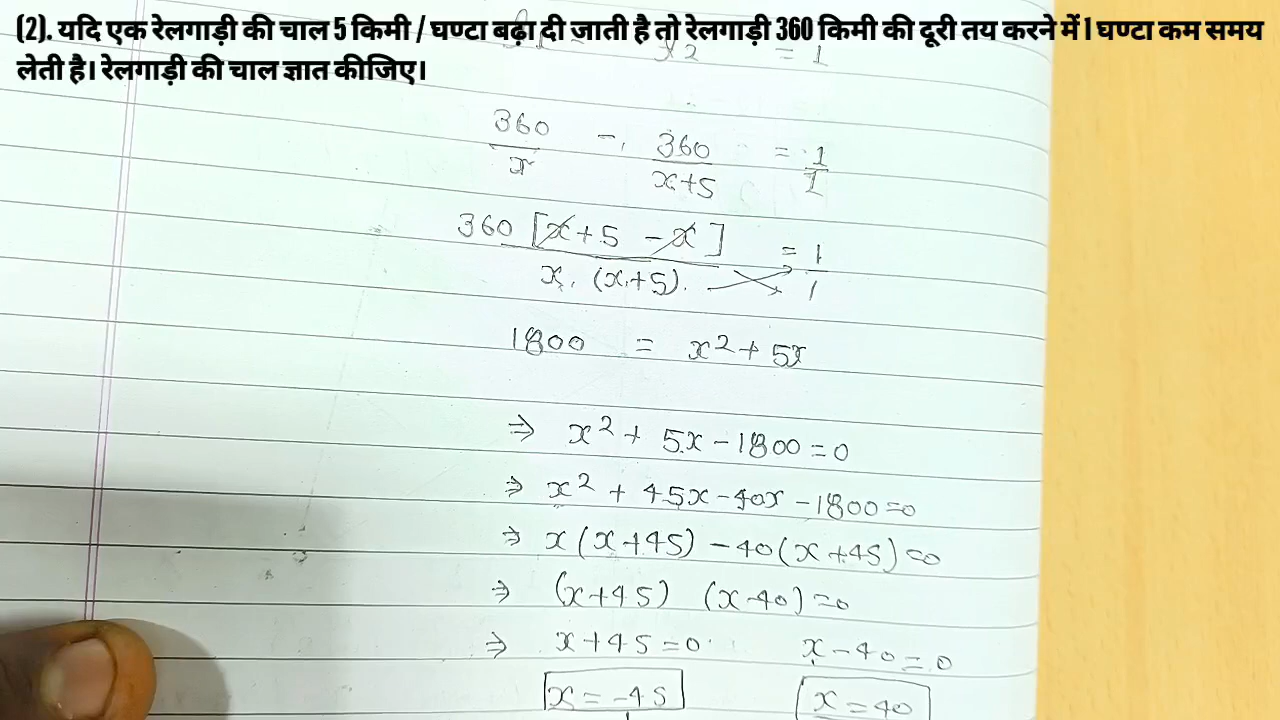 (2). यदि एक रेलगाड़ी की चाल 5 किमी / घण्टा बढ़ा दी जाती है तो रेलगाड़ी 360 किमी की दूरी तय करने में 1 घण्टा कम समय
लेती है। रेलगाड़ी की चाल ज्ञात कीजिए।
x2 = 1
360/x - 360/x+5 = 1/1
360 [x+5 -x] / x. (x+5) = 1/1
1800 = x² + 5x
⇒ x² + 5x - 1800 = 0
⇒ x² + 45x - 40x - 1800 = 0
⇒ x(x+45) - 40(x+45) = 0
⇒ (x+45) (x-40) = 0
⇒ x+45 = 0 x-40 = 0
x = -45 x = 40